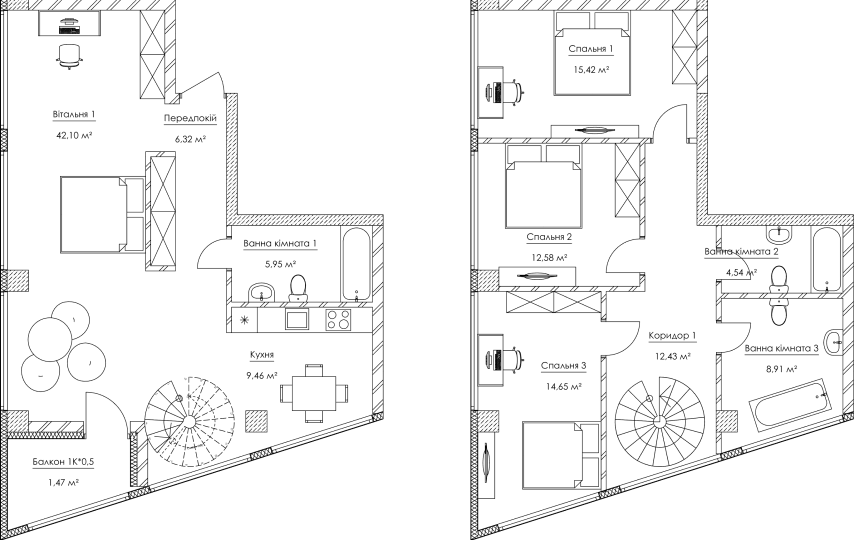 Вітальня 1
42,10 м²
Передпокій
6,32 м²
Ванна кімната 1
5,95 м²
Кухня
9,46 м²
Балкон 1К*0,5
1,47 м²
Спальня 1
15,42 м²
Спальня 2
12,58 м²
Ванна кімната 2
4,54 м²
Коридор 1
12,43 м²
Ванна кімната 3
8,91 м²
Спальня 3
14,65 м²